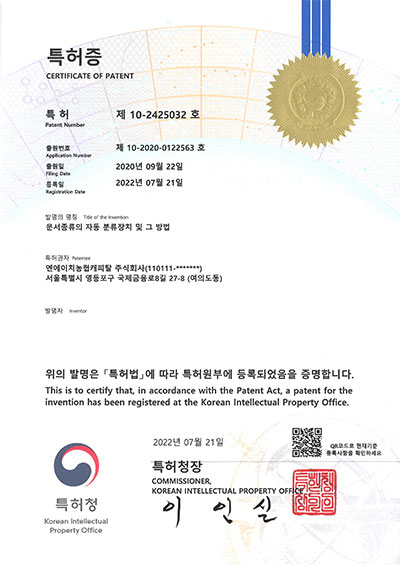 특허증
CERTIFICATE OF PATENT
특 허 제 10-2425032 호
Patent Number
출원번호 제 10-2020-0122563 호
Application Number
출원일 2020년 09월 22일
Filing Date
등록일 2022년 07월 21일
Registration Date
발명의 명칭 Title of the Invention
문서종류의 자동 분류장치 및 그 방법
특허권자 Patentee
엔에이치농협캐피탈 주식회사(110111-*******)
서울특별시 영등포구 국제금융로8길 27-8 (여의도동)
발명자 Inventor
위의 발명은 「특허법」에 따라 특허원부에 등록되었음을 증명합니다.
This is to certify that, in accordance with the Patent Act, a patent for the
invention has been registered at the Korean Intellectual Property Office.
2022년 07월 21일
QR코드로 현재기준
등록사항을 확인하세요
특허청장
COMMISSIONER,
KOREAN INTELLECTUAL PROPERTY OFFICE
이 인 실
특허청
Korean Intellectual
Property Office